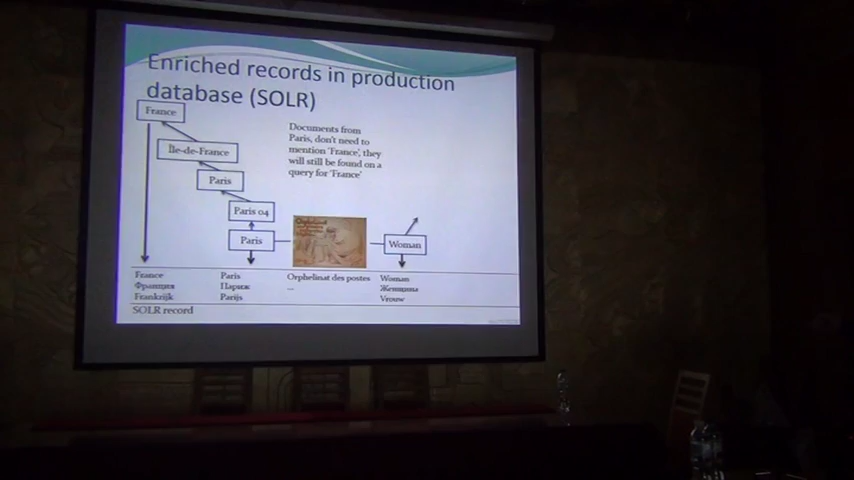 Enriched records in production
database (SOLR)
France
Documents from
Paris, don't need to
mention 'France', they
will still be found on a
query for 'France'
Île-de-France
Paris
Paris 04
Paris
Woman
France
Paris
Orphelinat des postes
Woman
Франция
Париж
...
Женщина
Frankrijk
Parijs
Vrouw
SOLR record